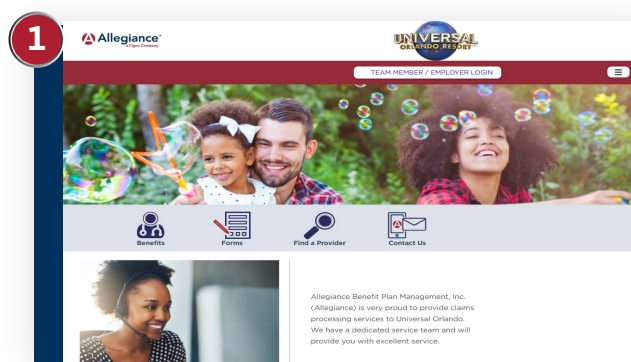 1
Allegiance®
a Cigna Company
UNIVERSAL
ORLANDO RESORT
TEAM MEMBER / EMPLOYER LOGIN
Benefits
Forms
Find a Provider
Contact Us
Allegiance Benefit Plan Management, Inc.
(Allegiance) is very proud to provide claims
processing services to Universal Orlando.
We have a dedicated service team and will
provide you with excellent service.